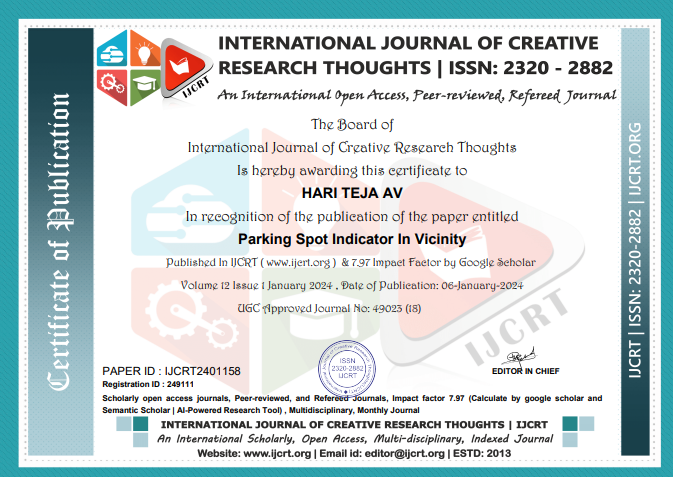 INTERNATIONAL JOURNAL OF CREATIVE
RESEARCH THOUGHTS | ISSN: 2320 - 2882
An International Open Access, Peer-reviewed, Refereed Journal
IJCRT
Certificate of Publication
The Board of
International Journal of Creative Research Thoughts
Is hereby awarding this certificate to
HARI TEJA AV
In recognition of the publication of the paper entitled
Parking Spot Indicator In Vicinity
Published In IJCRT ( www.ijcrt.org ) & 7.97 Impact Factor by Google Scholar
Volume 12 Issue 1 January 2024 , Date of Publication: 06-January-2024
UGC Approved Journal No: 49023 (18)
IJCRT
IJCRT | ISSN: 2320-2882 | IJCRT.ORG
PAPER ID : IJCRT2401158
Registration ID : 249111
ISSN
2320-2882
IJCRT
EDITOR IN CHIEF
Scholarly open access journals, Peer-reviewed, and Refereed Journals, Impact factor 7.97 (Calculate by google scholar and
Semantic Scholar | AI-Powered Research Tool) , Multidisciplinary, Monthly Journal
INTERNATIONAL JOURNAL OF CREATIVE RESEARCH THOUGHTS | IJCRT
An International Scholarly, Open Access, Multi-disciplinary, Indexed Journal
Website: www.ijcrt.org | Email id: editor@ijcrt.org | ESTD: 2013